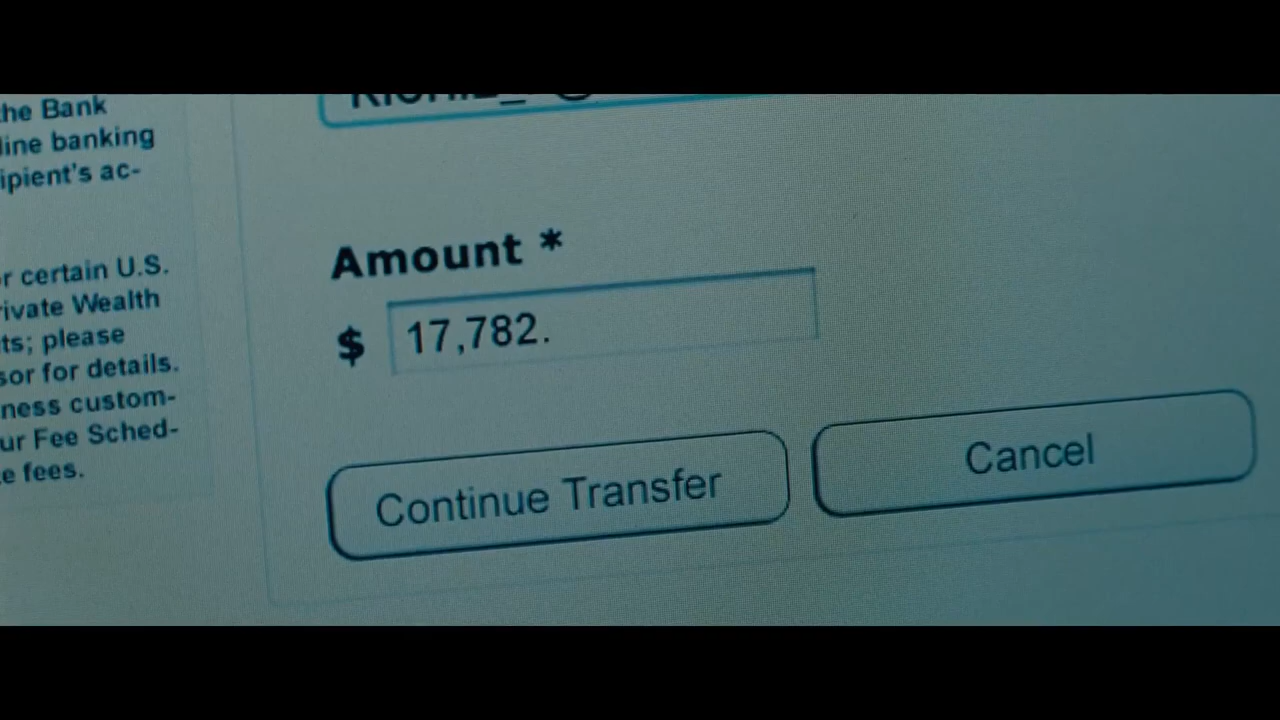 the Bank
line banking
ipient's ac-
r certain U.S.
rivate Wealth
ts; please
sor for details.
ness custom-
ur Fee Sched-
e fees.
Amount *
$ 17,782.
Continue Transfer
Cancel